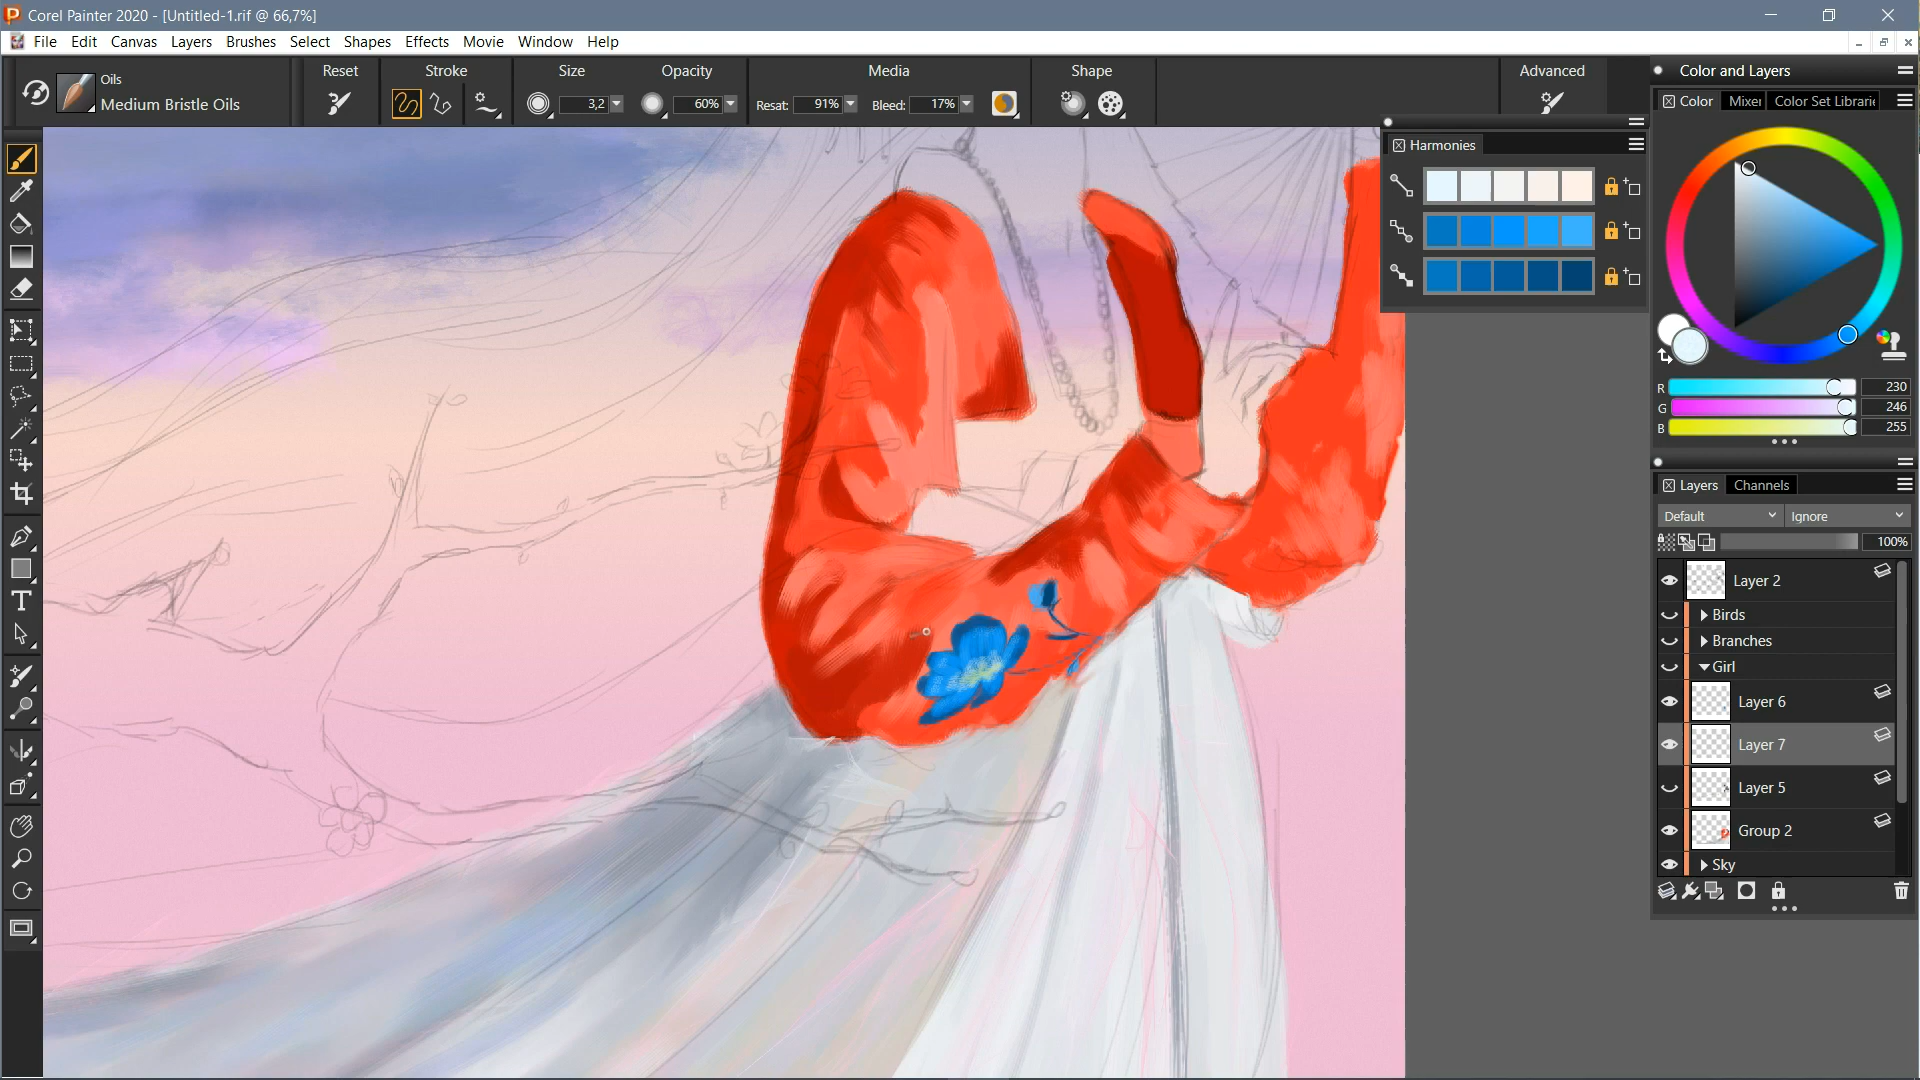 Corel Painter 2020 - [Untitled-1.rif @ 66,7%]
File Edit Canvas Layers Brushes Select Shapes Effects Movie Window Help
Oils
Medium Bristle Oils
Reset
Stroke
Size
3,2
Opacity
60%
Media
Resat: 91% Bleed: 17%
Shape
Advanced
Harmonies
Color and Layers
Color Mixer Color Set Librarie
R 230
G 246
B 255
Layers Channels
Default Ignore
100%
Layer 2
Birds
Branches
Girl
Layer 6
Layer 7
Layer 5
Group 2
Sky
T